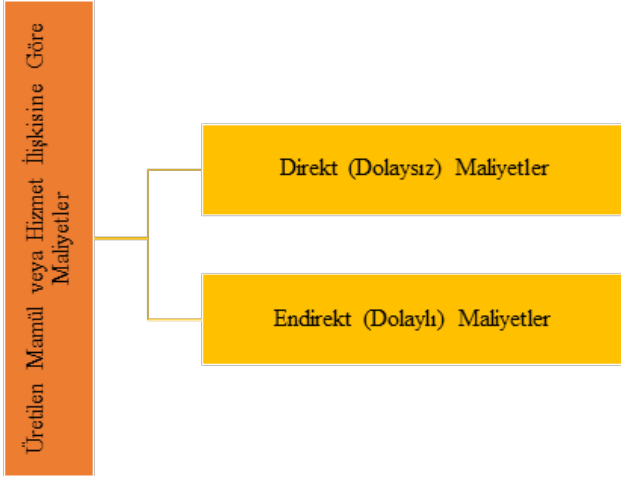 Üretilen Mamül veya Hizmet İlişkisine Göre
Maliyetler
Direkt (Dolaysız) Maliyetler
Endirekt (Dolaylı) Maliyetler